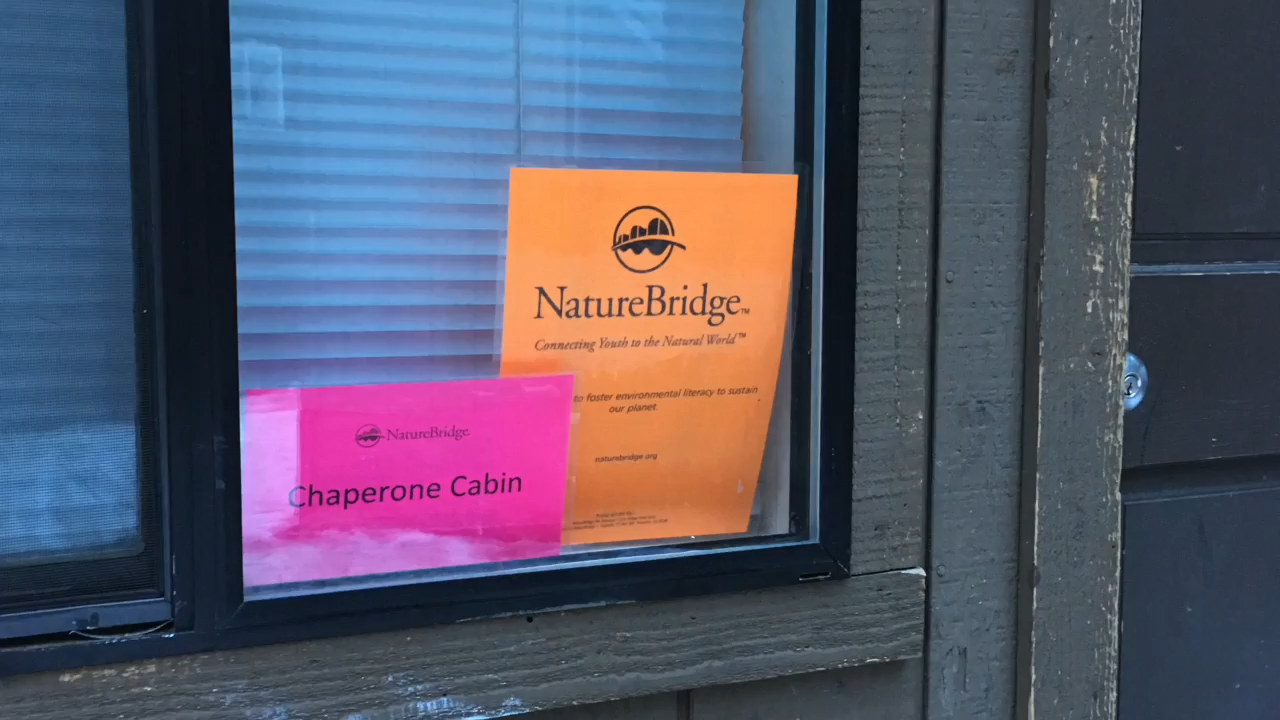 NatureBridge™
Connecting Youth to the Natural World™
to foster environmental literacy to sustain
our planet.
naturebridge.org
NatureBridge
Chaperone Cabin